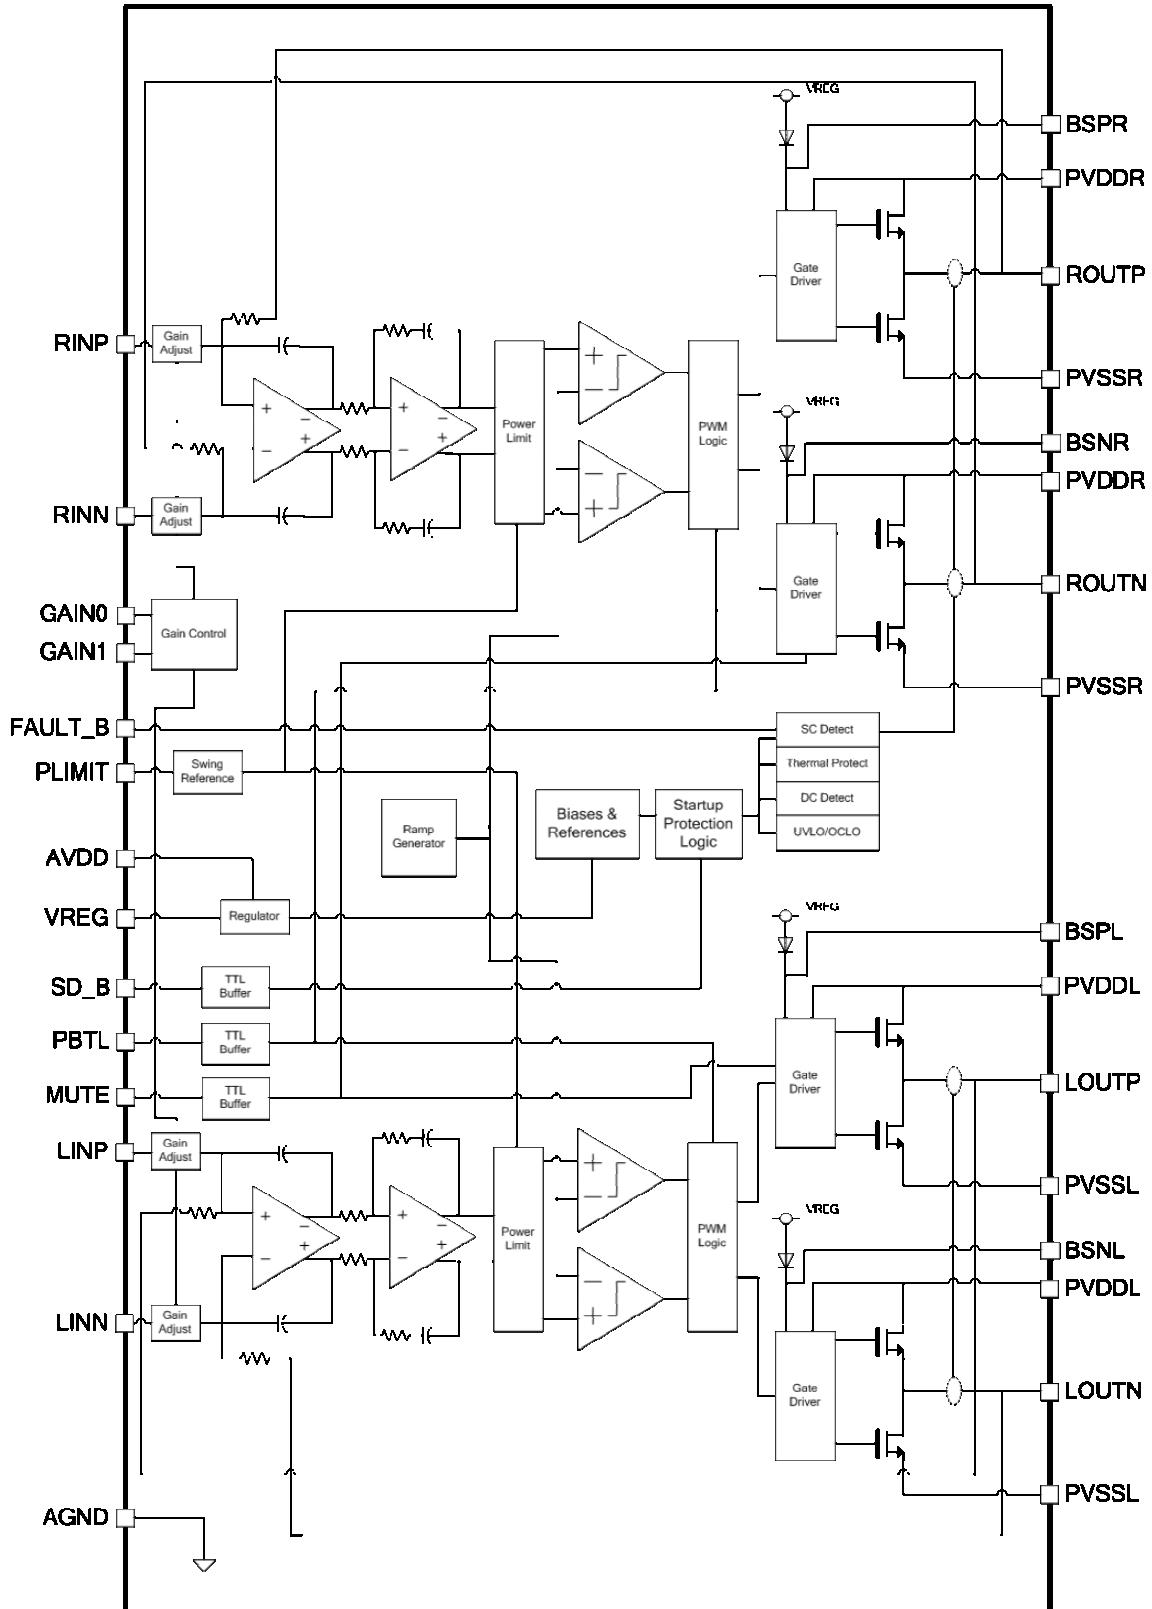 VREG
BSPR
PVDDR
Gate
Driver
ROUTP
RINP
Gain
Adjust
PVSSR
+
−
+
−
+
−
+
−
+
−
Power
Limit
PWM
Logic
VREG
BSNR
−
+
PVDDR
RINN
Gain
Adjust
Gate
Driver
ROUTN
GAIN0
GAIN1
Gain Control
PVSSR
FAULT_B
SC Detect
PLIMIT
Swing
Reference
Thermal Protect
DC Detect
UVLO/OCLO
Ramp
Generator
Biases &
References
Startup
Protection
Logic
AVDD
VREG
Regulator
VREG
BSPL
SD_B
TTL
Buffer
PVDDL
PBTL
TTL
Buffer
MUTE
TTL
Buffer
Gate
Driver
LOUTP
LINP
Gain
Adjust
PVSSL
+
−
+
−
+
−
+
−
+
−
Power
Limit
PWM
Logic
VREG
BSNL
−
+
PVDDL
LINN
Gain
Adjust
Gate
Driver
LOUTN
PVSSL
AGND